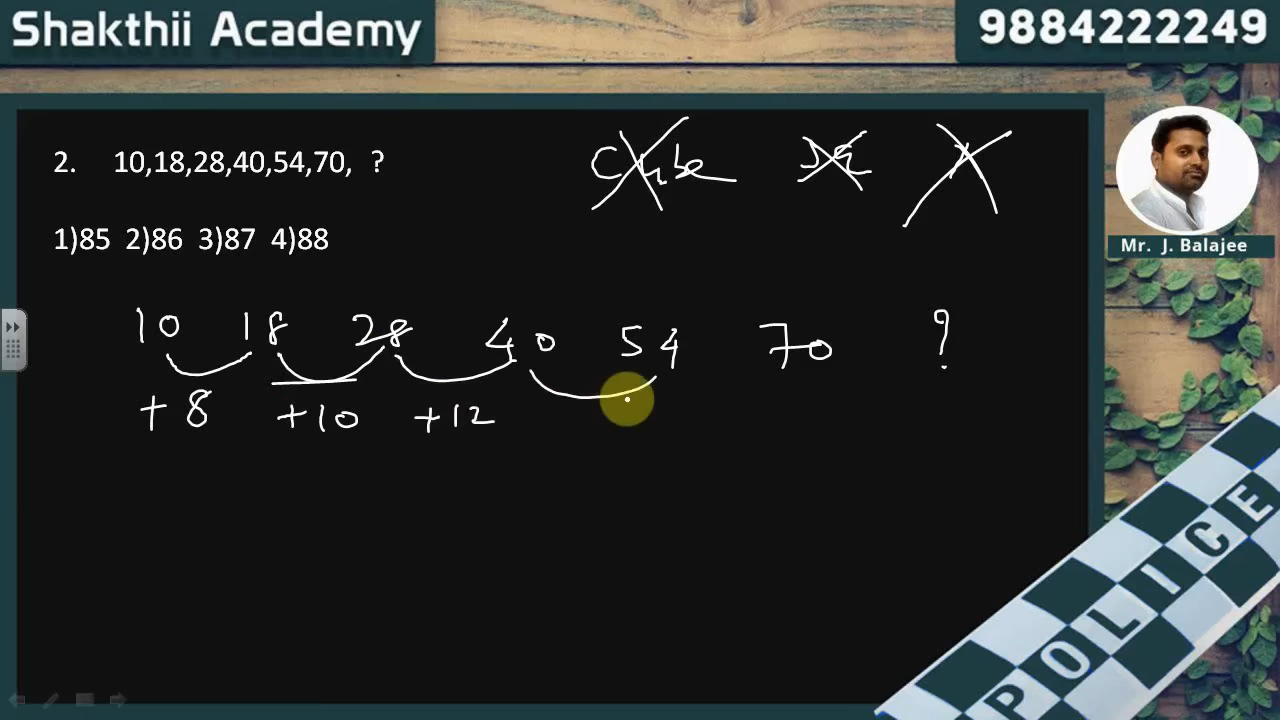 Shakthii Academy
9884222249
2. 10,18,28,40,54,70, ?
1)85 2)86 3)87 4)88
Cube
Mr. J. Balajee
10 18 28 40 54 70 ?
+8 +10 +12
POLICE